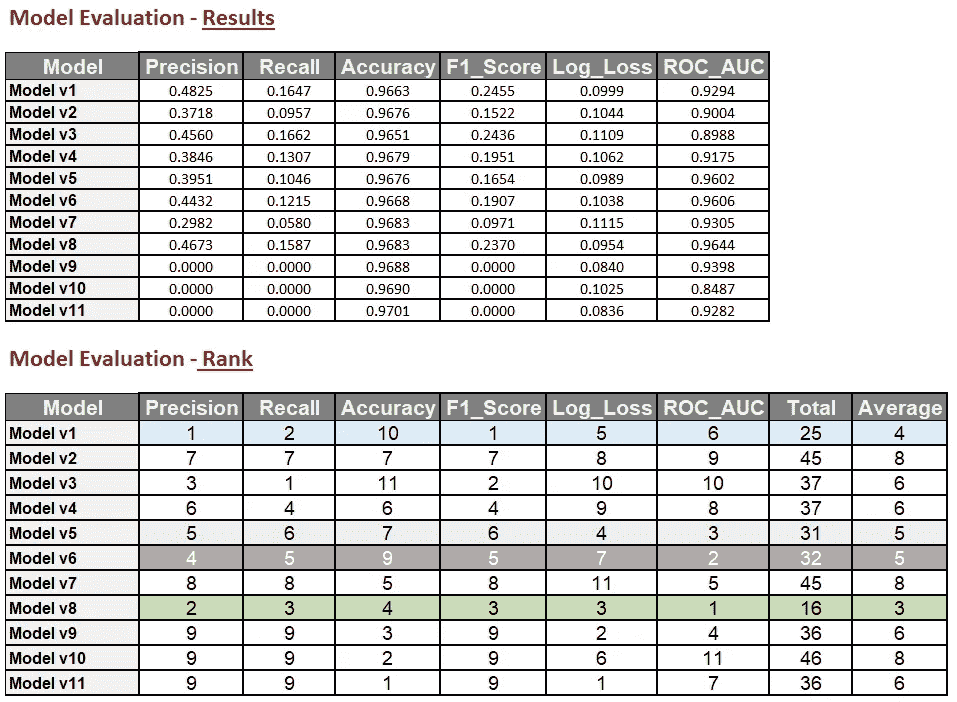 Model Evaluation - Results
Model Precision Recall Accuracy F1_Score Log_Loss ROC_AUC
Model v1 0.4825 0.1647 0.9663 0.2455 0.0999 0.9294
Model v2 0.3718 0.0957 0.9676 0.1522 0.1044 0.9004
Model v3 0.4560 0.1662 0.9651 0.2436 0.1109 0.8988
Model v4 0.3846 0.1307 0.9679 0.1951 0.1062 0.9175
Model v5 0.3951 0.1046 0.9676 0.1654 0.0989 0.9602
Model v6 0.4432 0.1215 0.9668 0.1907 0.1038 0.9606
Model v7 0.2982 0.0580 0.9683 0.0971 0.1115 0.9305
Model v8 0.4673 0.1587 0.9683 0.2370 0.0954 0.9644
Model v9 0.0000 0.0000 0.9688 0.0000 0.0840 0.9398
Model v10 0.0000 0.0000 0.9690 0.0000 0.1025 0.8487
Model v11 0.0000 0.0000 0.9701 0.0000 0.0836 0.9282
Model Evaluation - Rank
Model Precision Recall Accuracy F1_Score Log_Loss ROC_AUC Total Average
Model v1 1 2 10 1 5 6 25 4
Model v2 7 7 7 7 8 9 45 8
Model v3 3 1 11 2 10 10 37 6
Model v4 6 4 6 4 9 8 37 6
Model v5 5 6 7 6 4 3 31 5
Model v6 4 5 9 5 7 2 32 5
Model v7 8 8 5 8 11 5 45 8
Model v8 2 3 4 3 3 1 16 3
Model v9 9 9 3 9 2 4 36 6
Model v10 9 9 2 9 6 11 46 8
Model v11 9 9 1 9 1 7 36 6